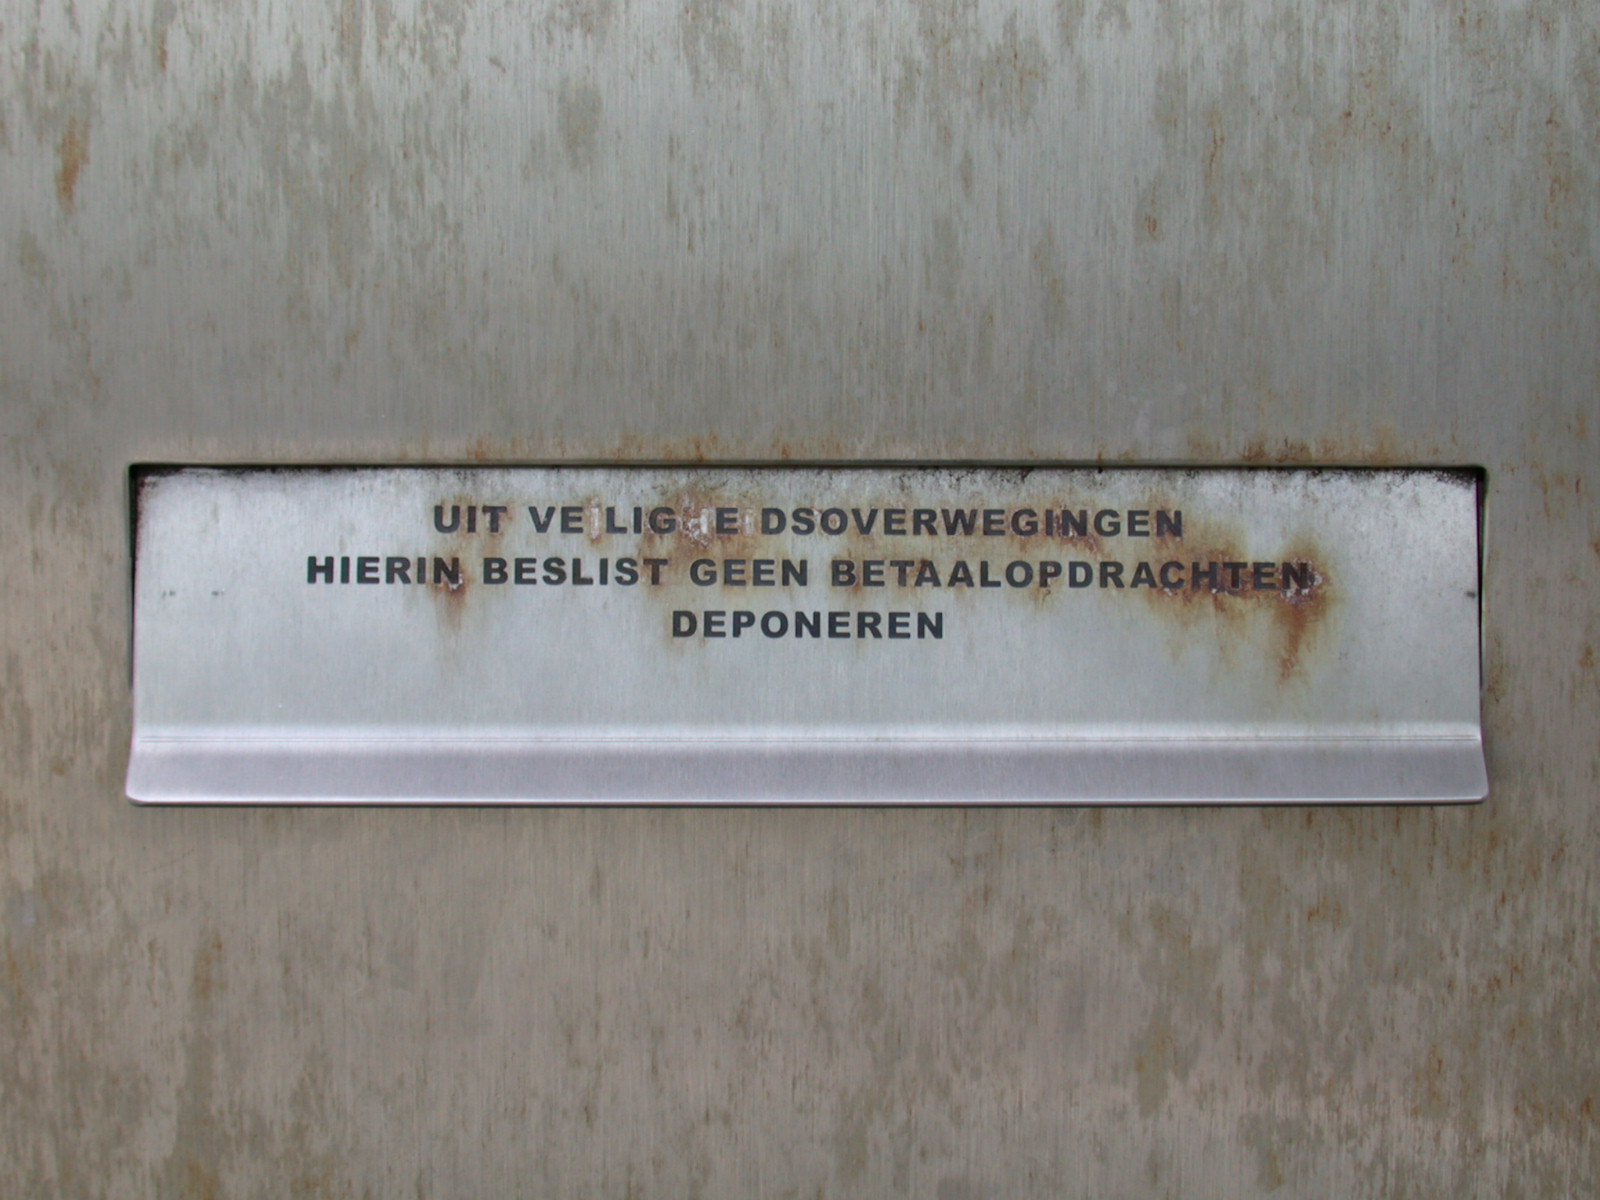 UIT VEILIGHEIDSOVERWEGINGEN
HIERIN BESLIST GEEN BETAALOPDRACHTEN
DEPONEREN